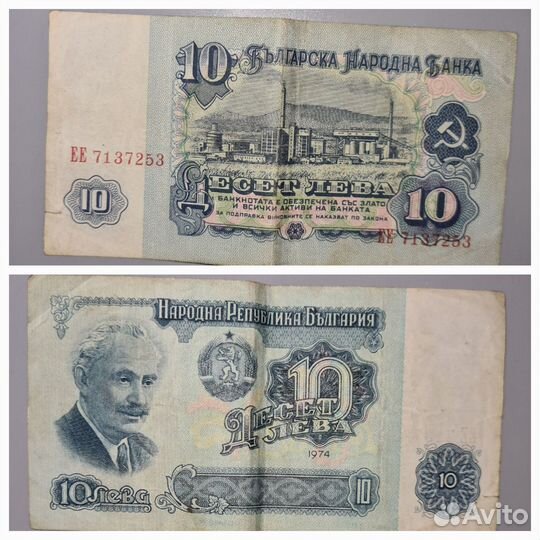 10
БЪЛГАРСКА НАРОДНА БАНКА
ЕЕ 7137253
ДЕСЕТ ЛЕВА
10
10
БАНКНОТАТА Е ОБЕЗПЕЧЕНА СЪС ЗЛАТО
И ВСИЧКИ АКТИВИ НА БАНКАТА
ЗА ПОДПРАВКА ВИНОВНИТЕ СЕ НАКАЗВАТ ПО ЗАКОНА
ЕЕ 7137253
НАРОДНА РЕПУБЛИКА БЪЛГАРИЯ
10
ДЕСЕТ
ЛЕВА
1974
10 ЛЕВА
10
10
Avito